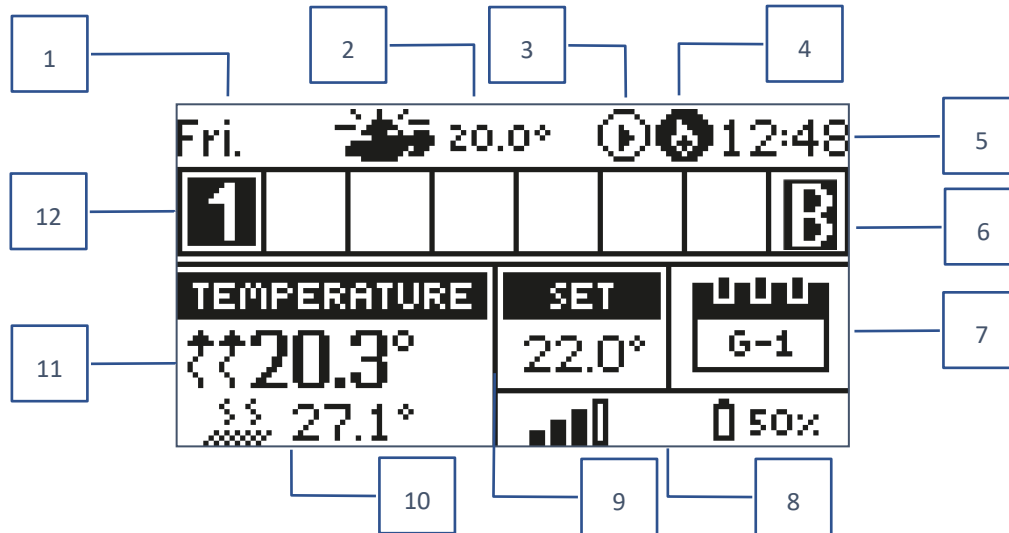 1 2 3 4
Fri. 20.0° 12:48
5
12 1 B 6
TEMPERATURE SET
20.3° 22.0° G-1 7
11
27.1° 50%
10 9 8